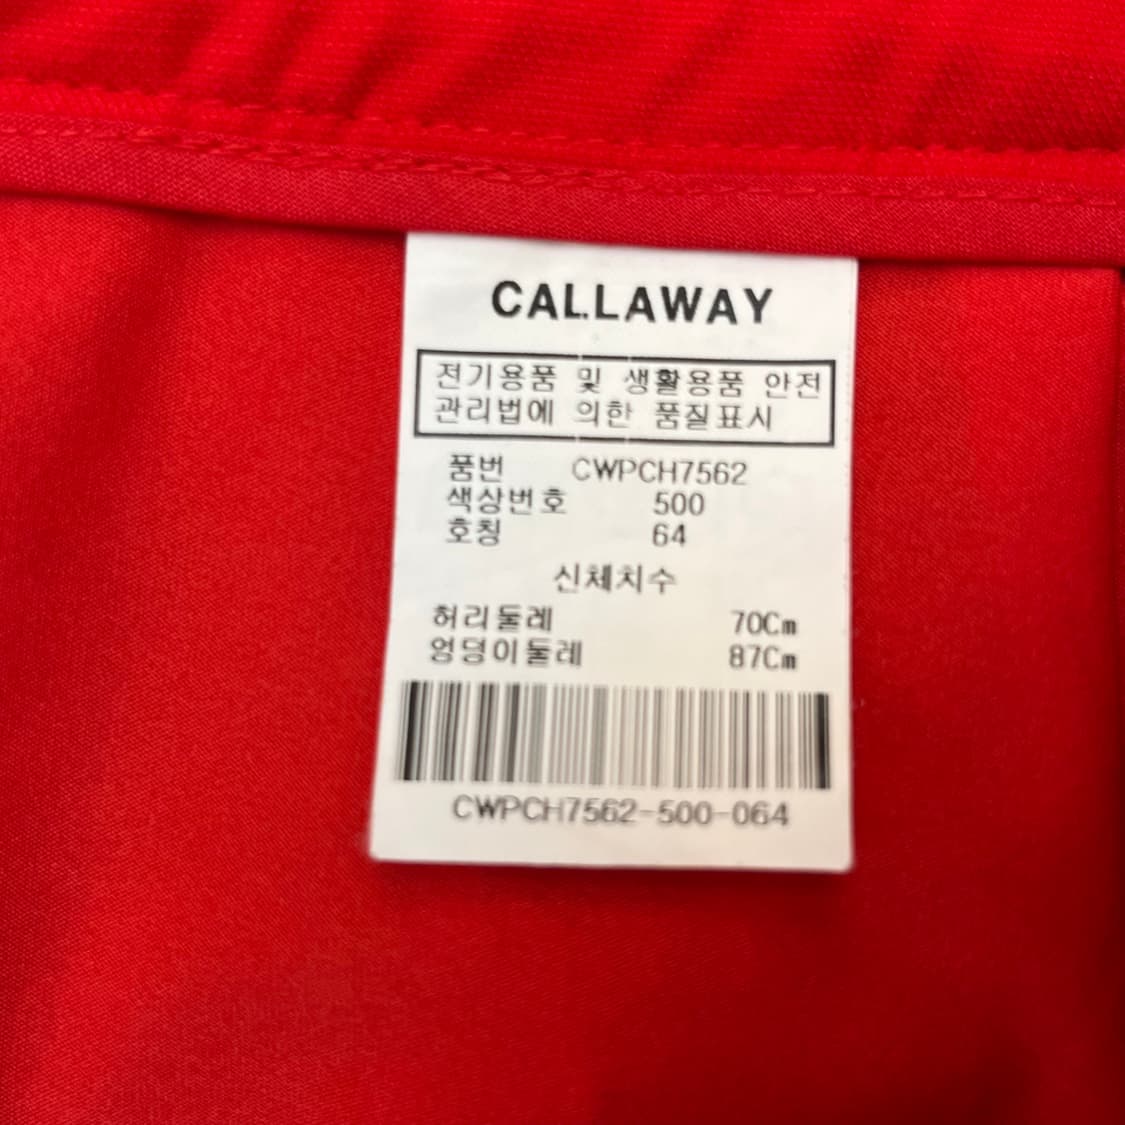 CALLAWAY
전기용품 및 생활용품 안전
관리법에 의한 품질표시
품번 CWPCH7562
색상번호 500
호칭 64
신체치수
허리둘레 70Cm
엉덩이둘레 87Cm
CWPCH7562-500-064